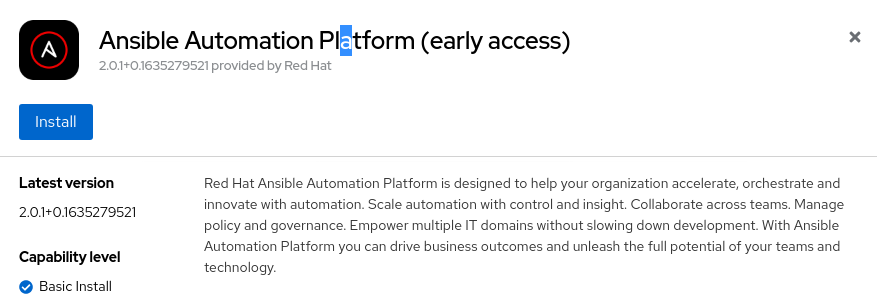 Ansible Automation Platform (early access)
2.0.1+0.1635279521 provided by Red Hat
Install
Latest version
2.0.1+0.1635279521
Capability level
Basic Install
Red Hat Ansible Automation Platform is designed to help your organization accelerate, orchestrate and
innovate with automation. Scale automation with control and insight. Collaborate across teams. Manage
policy and governance. Empower multiple IT domains without slowing down development. With Ansible
Automation Platform you can drive business outcomes and unleash the full potential of your teams and
technology.